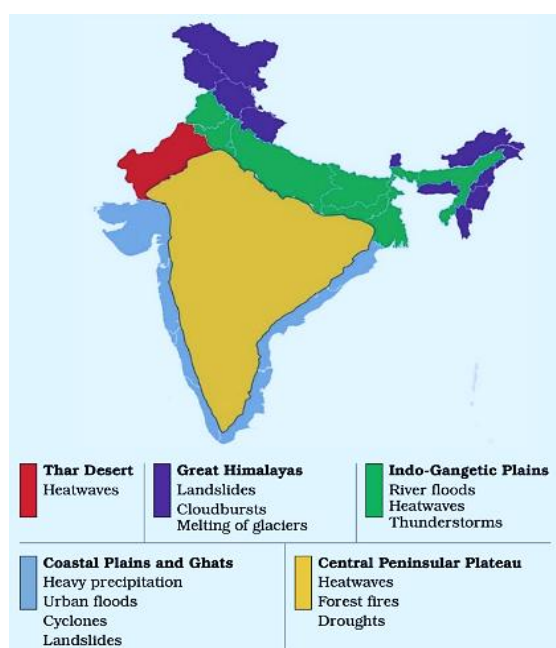 Thar Desert
Heatwaves
Great Himalayas
Landslides
Cloudbursts
Melting of glaciers
Indo-Gangetic Plains
River floods
Heatwaves
Thunderstorms
Coastal Plains and Ghats
Heavy precipitation
Urban floods
Cyclones
Landslides
Central Peninsular Plateau
Heatwaves
Forest fires
Droughts